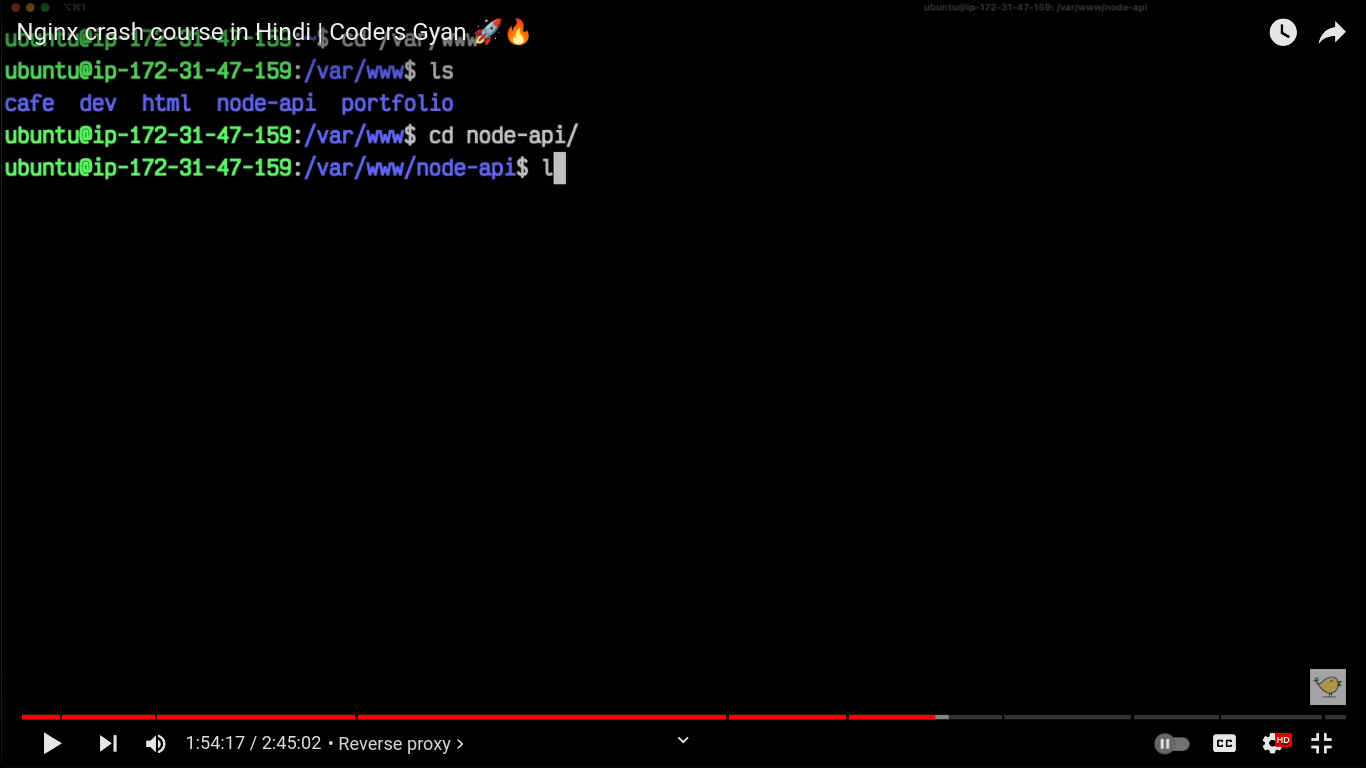 ⌥⌘1
ubuntu@ip-172-31-47-159: /var/www/node-api
Nginx crash course in Hindi | Coders Gyan 🚀🔥
ubuntu@ip-172-31-47-159:~$ cd /var/www
ubuntu@ip-172-31-47-159:/var/www$ ls
cafe dev html node-api portfolio
ubuntu@ip-172-31-47-159:/var/www$ cd node-api/
ubuntu@ip-172-31-47-159:/var/www/node-api$ l
1:54:17 / 2:45:02 • Reverse proxy >
CC
HD